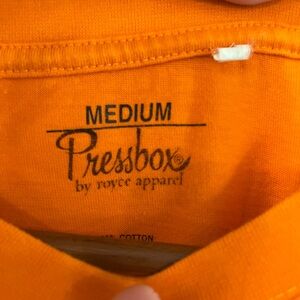 MEDIUM
Pressbox®
by royce apparel
COTTON